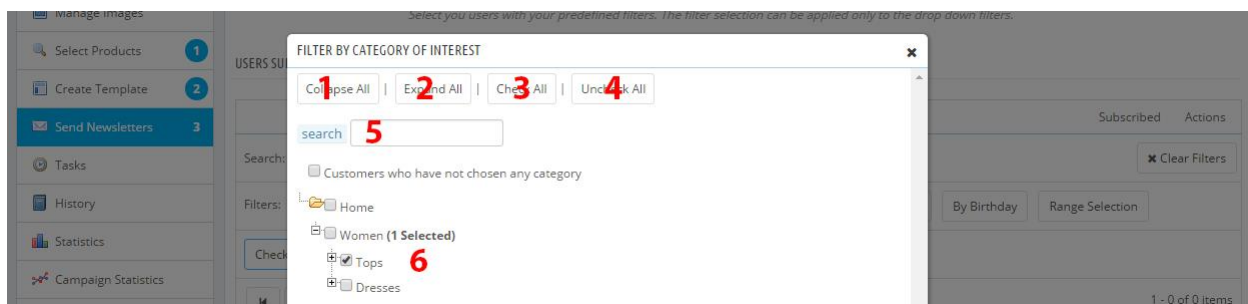 Manage Images
Select you users with your predefined filters. The filter selection can be applied only to the drop down filters.
Select Products 1
Create Template 2
Send Newsletters 3
Tasks
History
Statistics
Campaign Statistics
USERS SU
FILTER BY CATEGORY OF INTEREST
Collapse All | Expand All | Check All | Uncheck All
1 2 3 4
search 5
Customers who have not chosen any category
Home
Women (1 Selected)
Tops 6
Dresses
Subscribed Actions
Search: Clear Filters
Filters: By Birthday Range Selection
Check
1 - 0 of 0 items